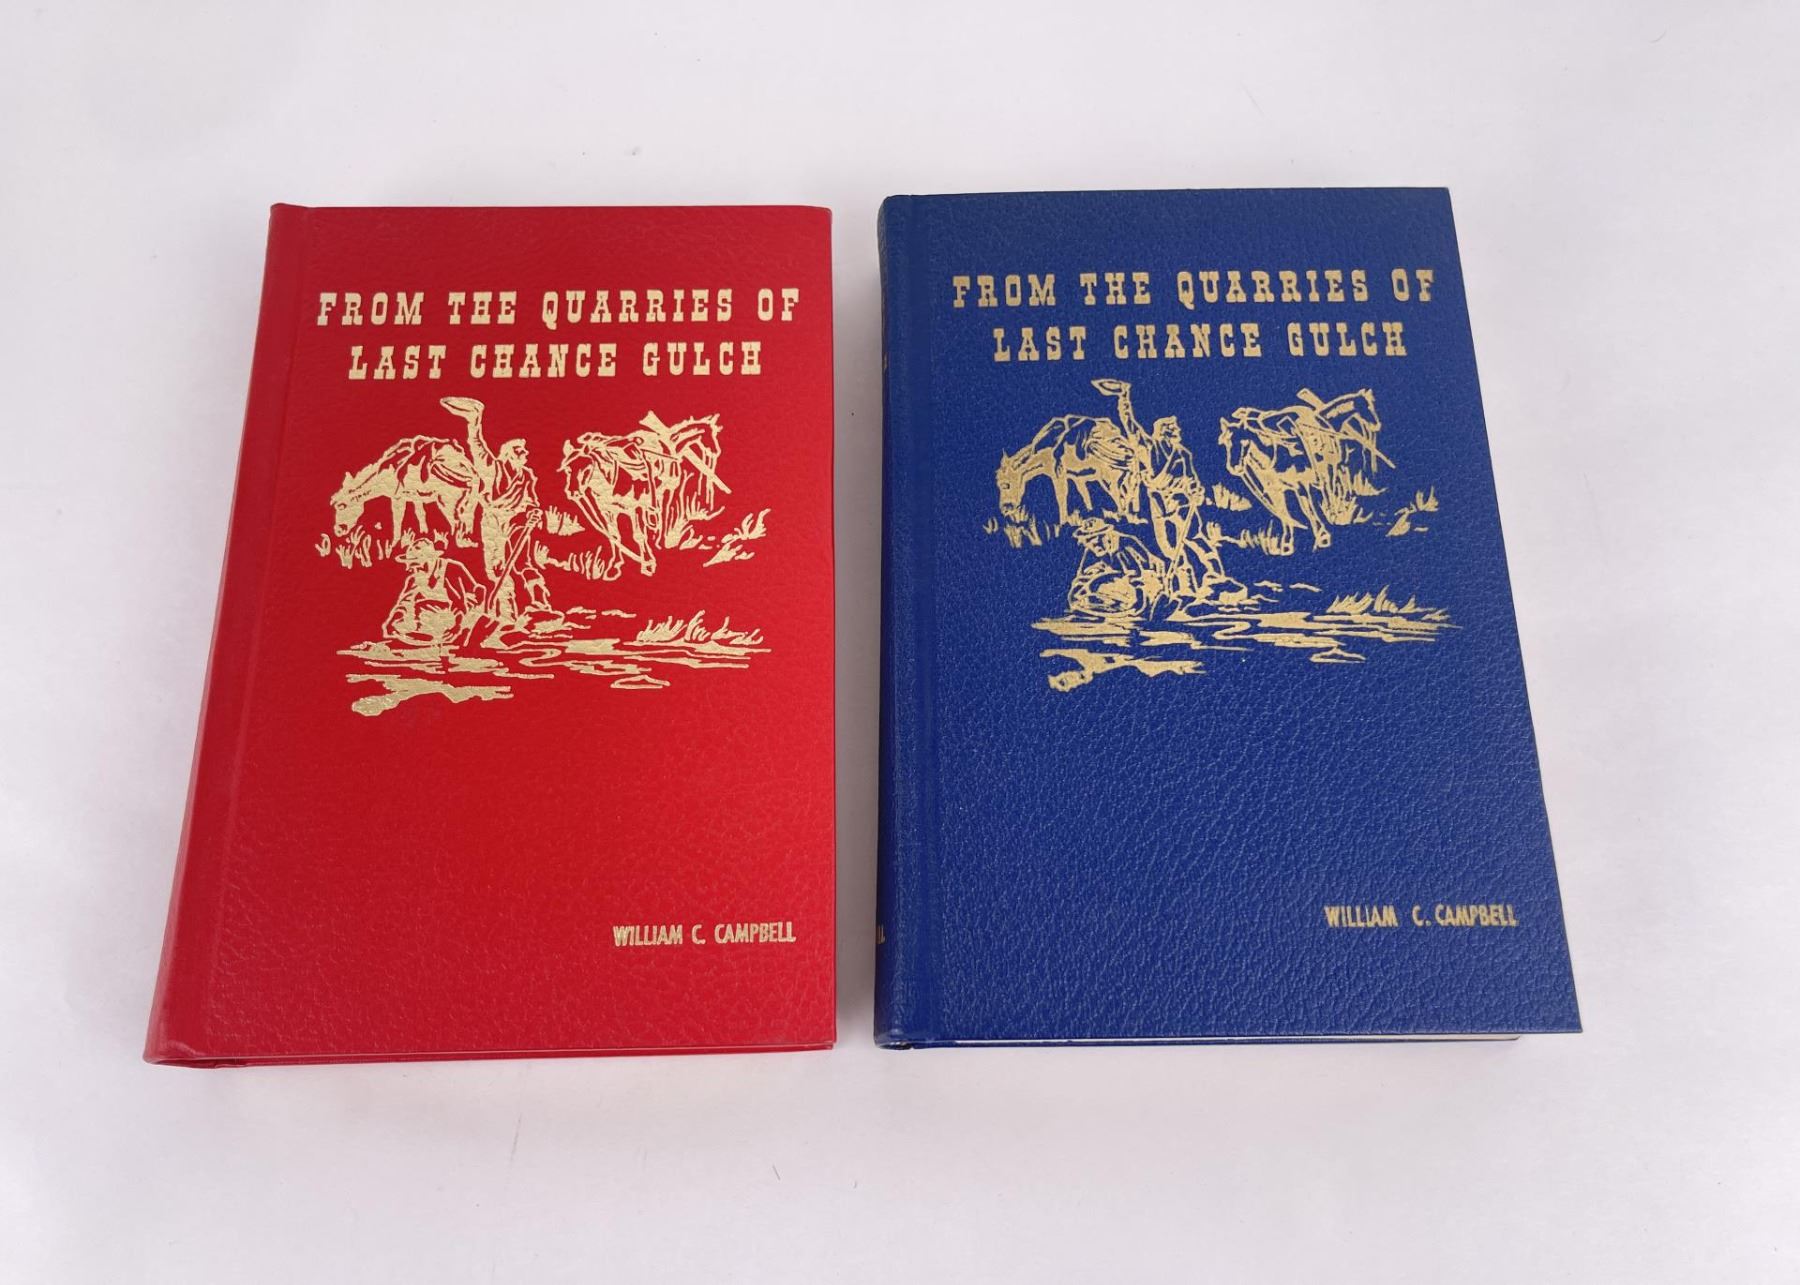 FROM THE QUARRIES OF
LAST CHANCE GULCH
WILLIAM C. CAMPBELL
FROM THE QUARRIES OF
LAST CHANCE GULCH
WILLIAM C. CAMPBELL